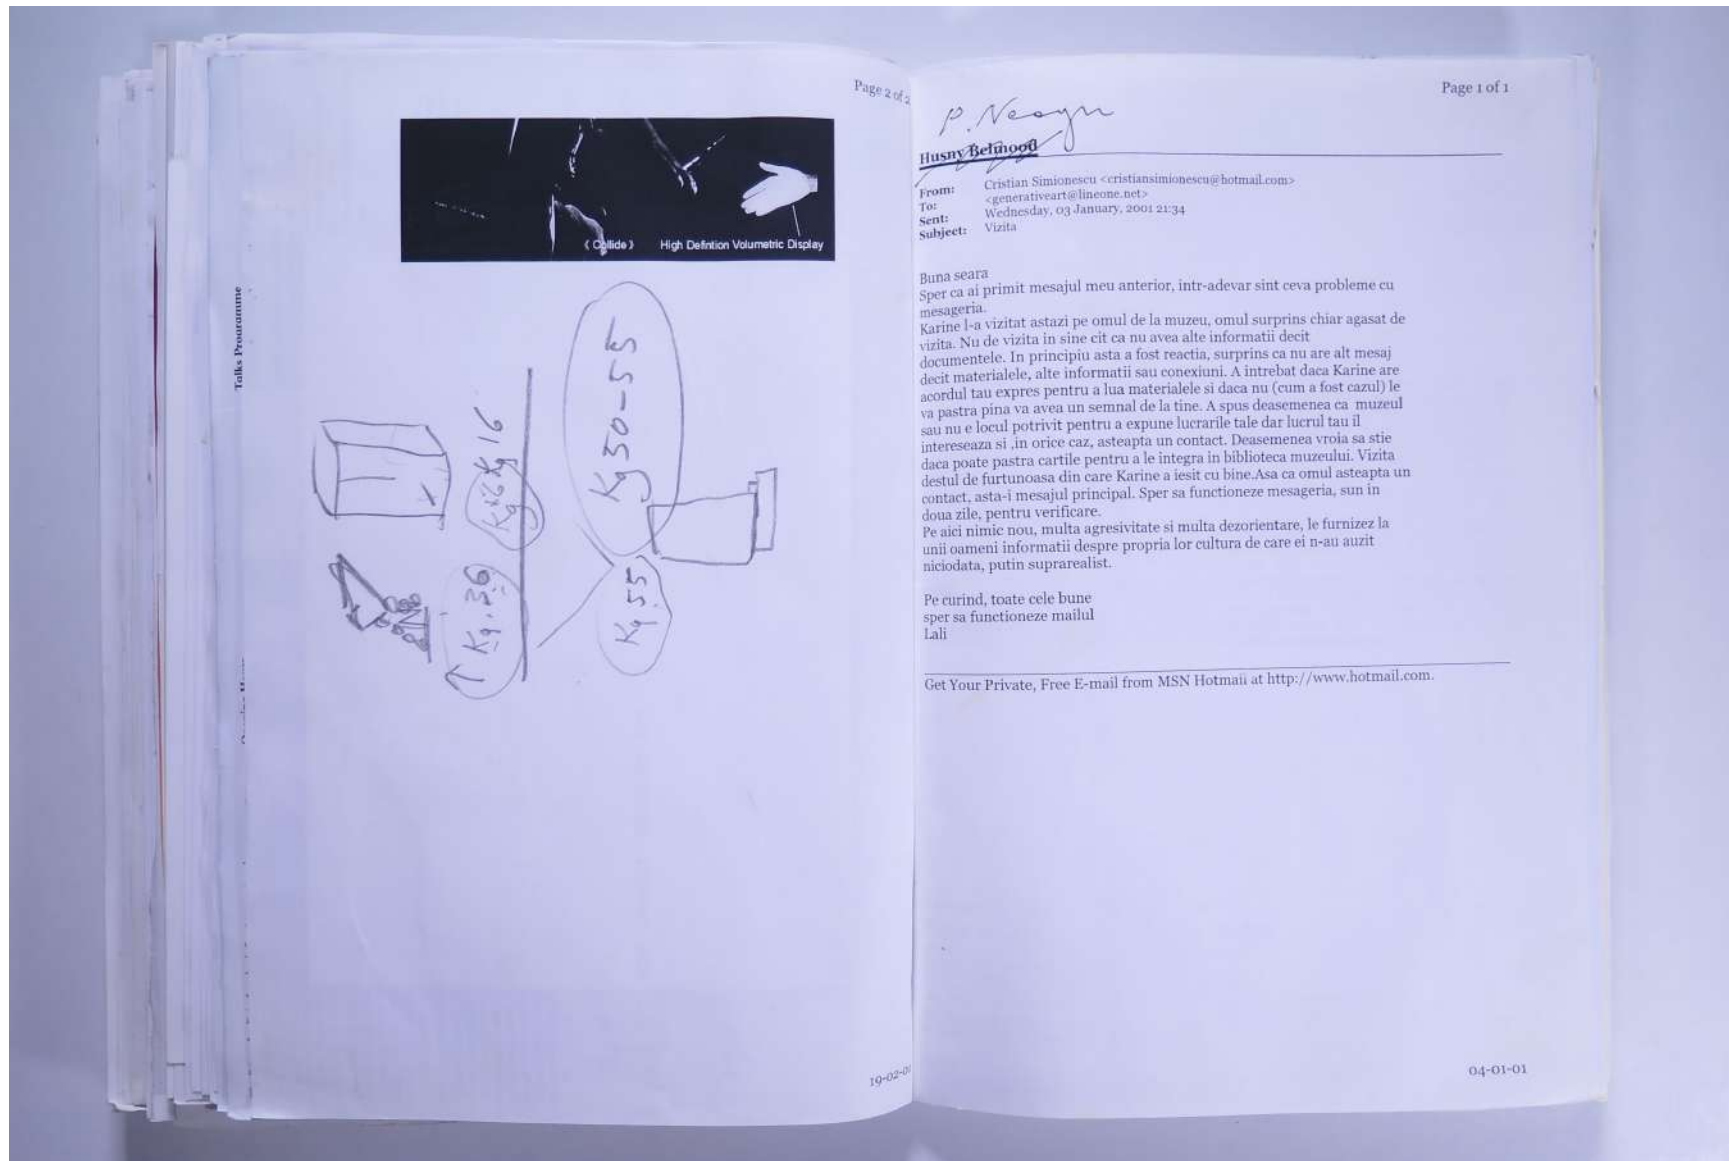 Page 2 of 2
《 Collide 》 High Defintion Volumetric Display
Talks Programme
Kg 16
Kg 30-55
Kg. 36
Kg 55
19-02-0
Page 1 of 1
P. Neagu
Husny Belmood
From: Cristian Simionescu <cristiansimionescu@hotmail.com>
To: <generativeart@lineone.net>
Sent: Wednesday, 03 January, 2001 21:34
Subject: Vizita
Buna seara
Sper ca ai primit mesajul meu anterior, intr-adevar sint ceva probleme cu
mesageria.
Karine l-a vizitat astazi pe omul de la muzeu, omul surprins chiar agasat de
vizita. Nu de vizita in sine cit ca nu avea alte informatii decit
documentele. In principiu asta a fost reactia, surprins ca nu are alt mesaj
decit materialele, alte informatii sau conexiuni. A intrebat daca Karine are
acordul tau expres pentru a lua materialele si daca nu (cum a fost cazul) le
va pastra pina va avea un semnal de la tine. A spus deasemenea ca muzeul
sau nu e locul potrivit pentru a expune lucrarile tale dar lucrul tau il
intereseaza si ,in orice caz, asteapta un contact. Deasemenea vroia sa stie
daca poate pastra cartile pentru a le integra in biblioteca muzeului. Vizita
destul de furtunoasa din care Karine a iesit cu bine.Asa ca omul asteapta un
contact, asta-i mesajul principal. Sper sa functioneze mesageria, sun in
doua zile, pentru verificare.
Pe aici nimic nou, multa agresivitate si multa dezorientare, le furnizez la
unii oameni informatii despre propria lor cultura de care ei n-au auzit
niciodata, putin suprarealist.
Pe curind, toate cele bune
sper sa functioneze mailul
Lali
Get Your Private, Free E-mail from MSN Hotmail at http://www.hotmail.com.
04-01-01